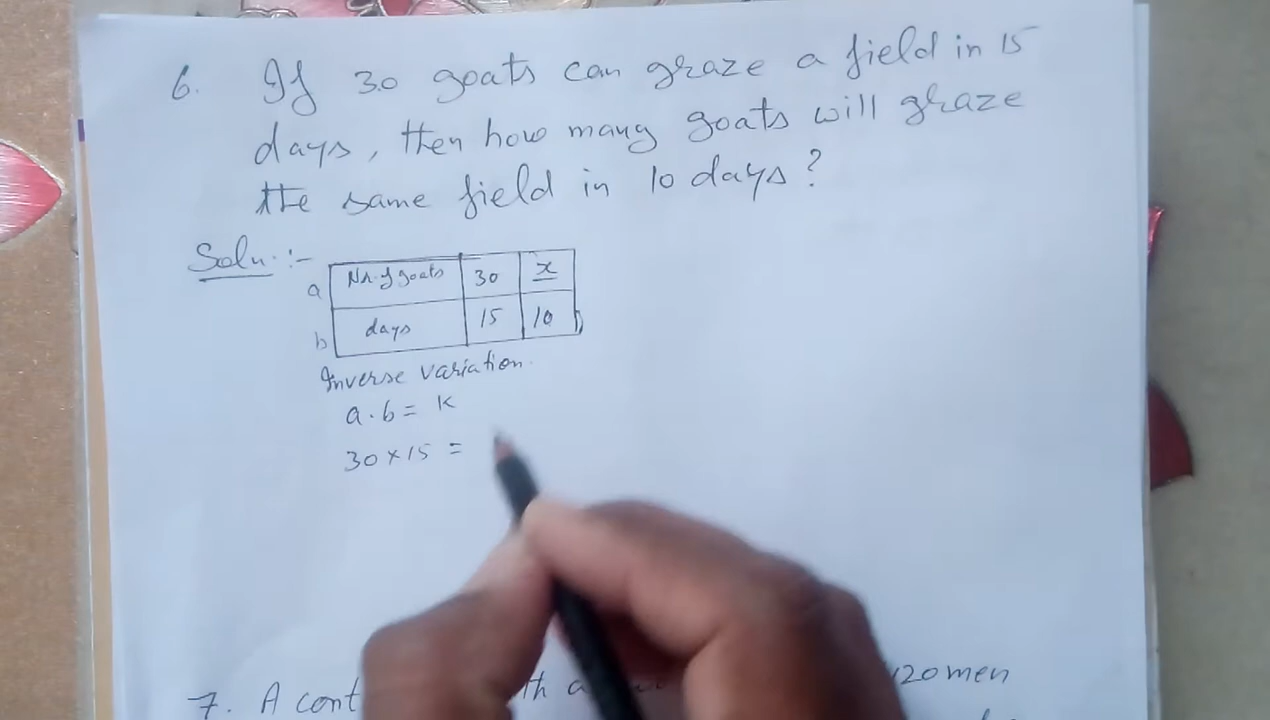 6. If 30 goats can graze a field in 15
days, then how many goats will graze
the same field in 10 days?
Soln. :-
a No. of goats 30 x
b days 15 10
Inverse variation.
a.b = K
30 × 15 =
7. A cont 120 men